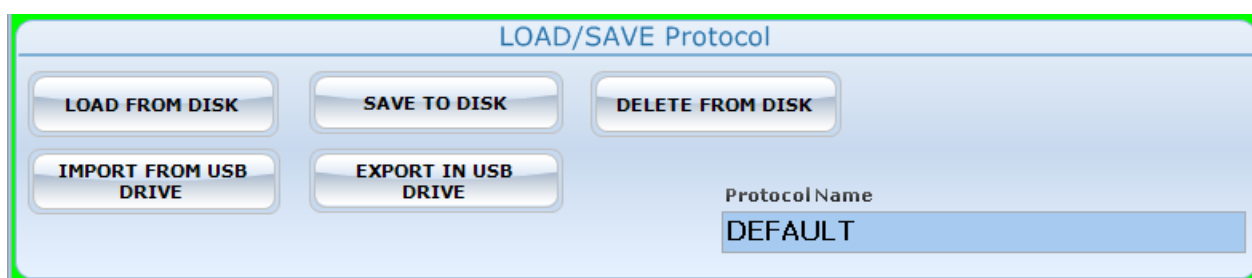 LOAD/SAVE Protocol
LOAD FROM DISK
SAVE TO DISK
DELETE FROM DISK
IMPORT FROM USB
DRIVE
EXPORT IN USB
DRIVE
Protocol Name
DEFAULT